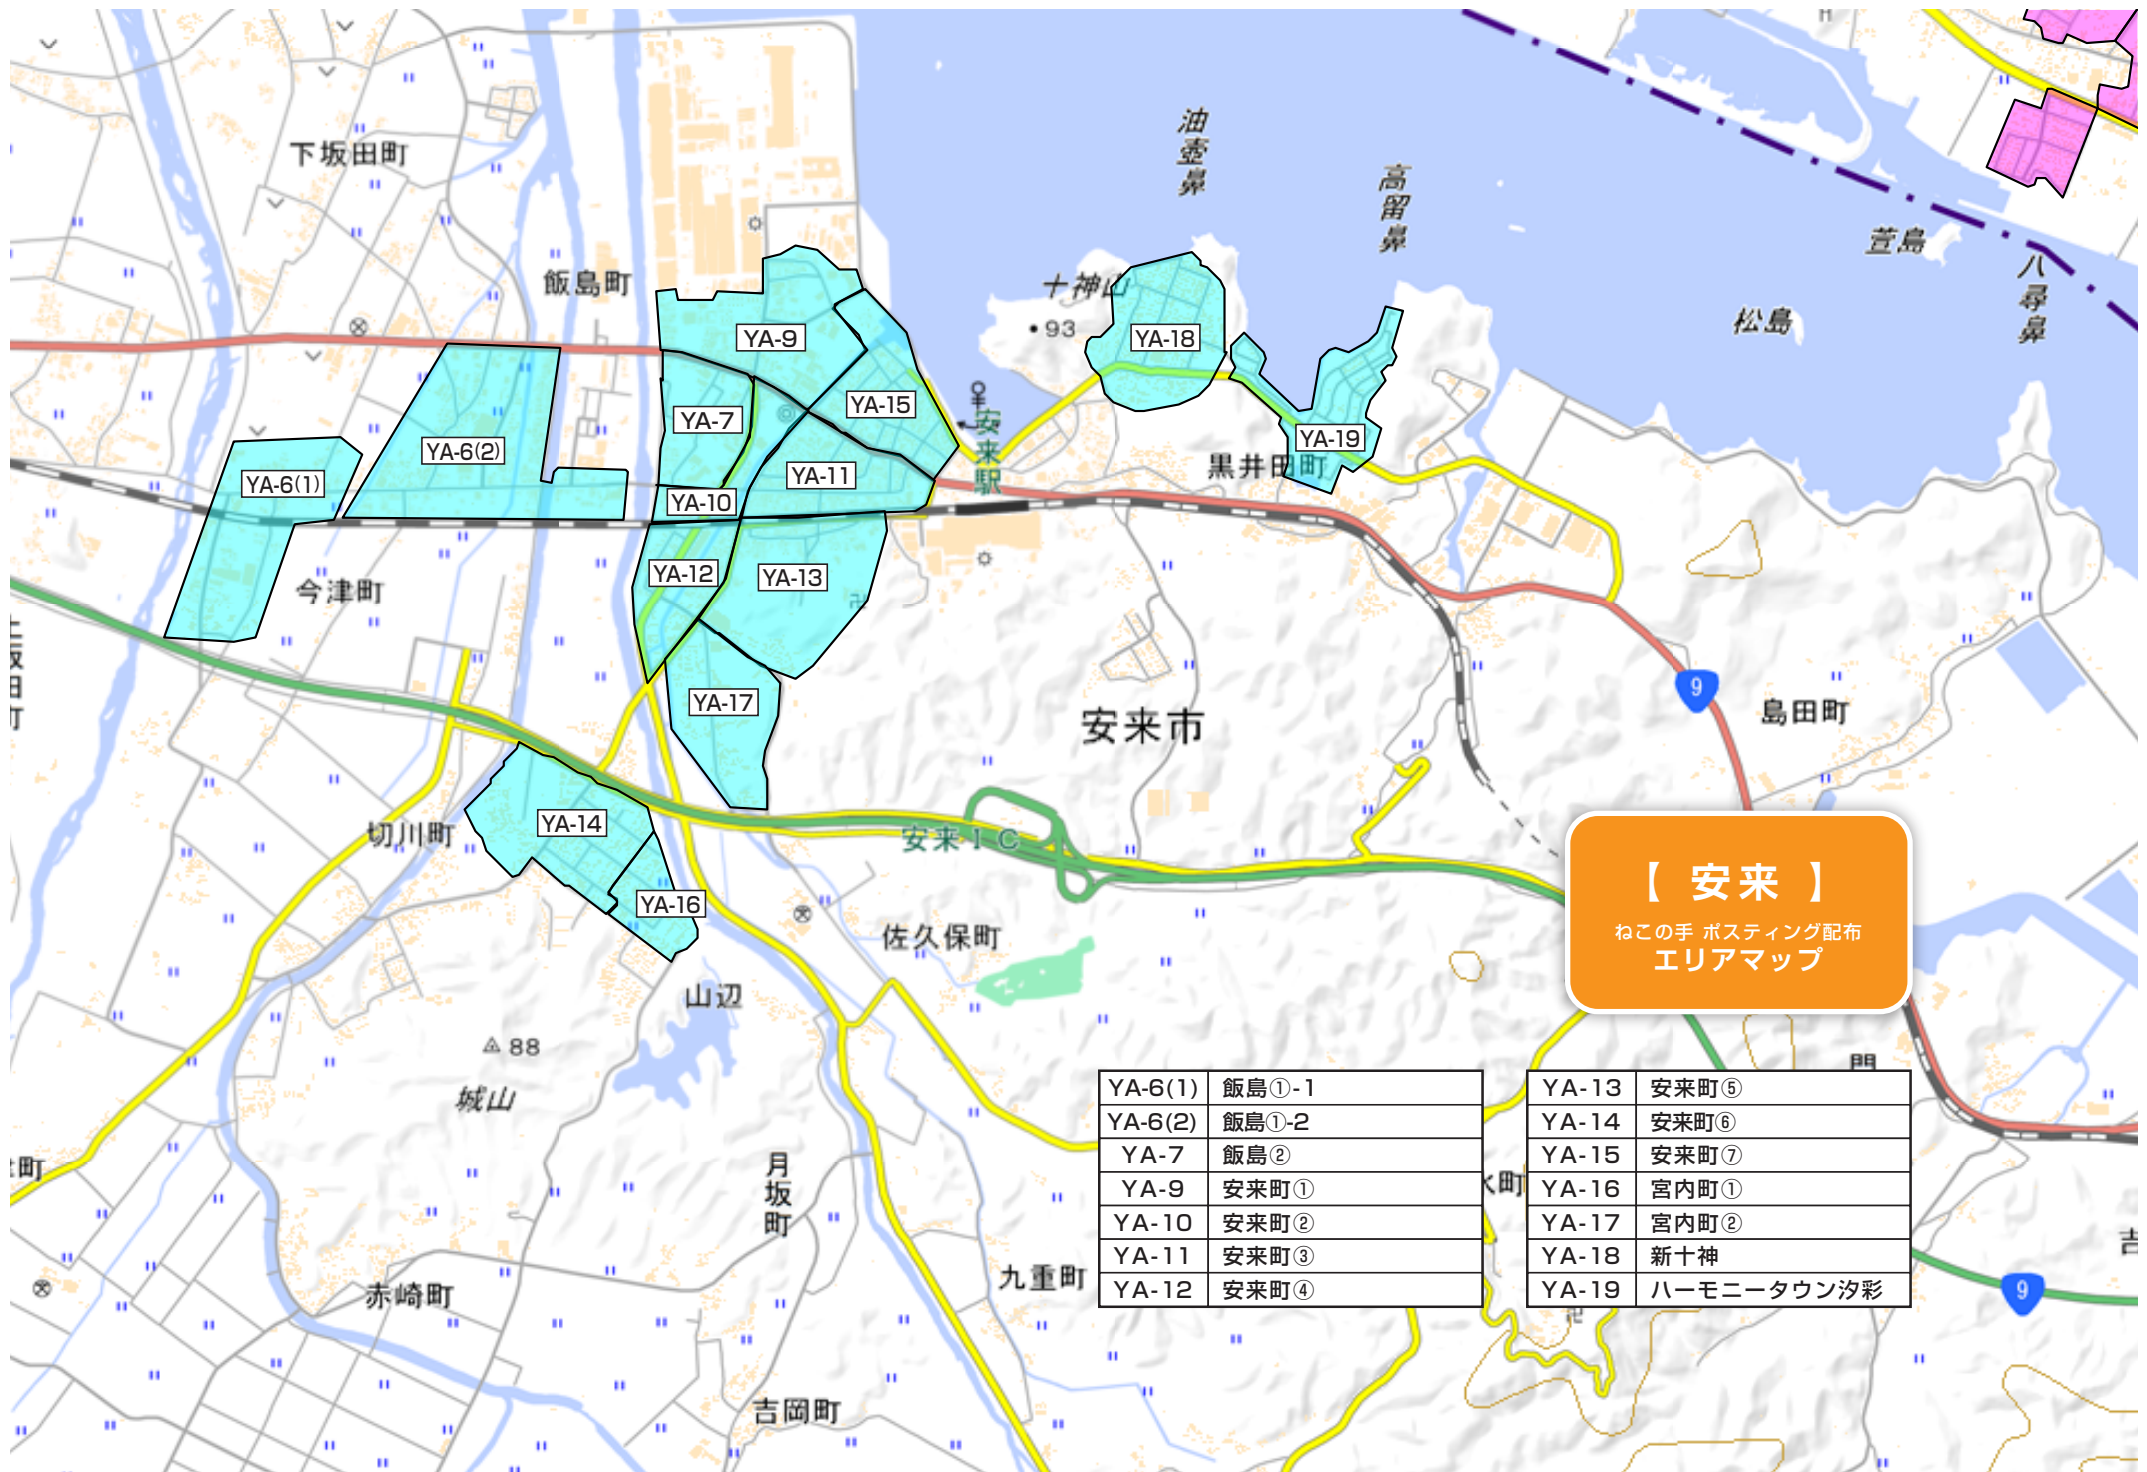 下坂田町
油壺鼻
高留鼻
萱島
八尋鼻
松島
飯島町
十神山
93
YA-9
YA-18
YA-7
YA-15
安来駅
YA-19
黒井田町
YA-6(2)
YA-6(1)
YA-11
YA-10
今津町
YA-12
YA-13
9
島田町
YA-17
安来市
YA-14
切川町
安来IC
YA-16
佐久保町
山辺
88
城山
月坂町
九重町
赤崎町
吉岡町
9
【 安来 】
ねこの手 ポスティング配布
エリアマップ
YA-6(1) 飯島①-1
YA-6(2) 飯島①-2
YA-7 飯島②
YA-9 安来町①
YA-10 安来町②
YA-11 安来町③
YA-12 安来町④
YA-13 安来町⑤
YA-14 安来町⑥
YA-15 安来町⑦
YA-16 宮内町①
YA-17 宮内町②
YA-18 新十神
YA-19 ハーモニータウン汐彩